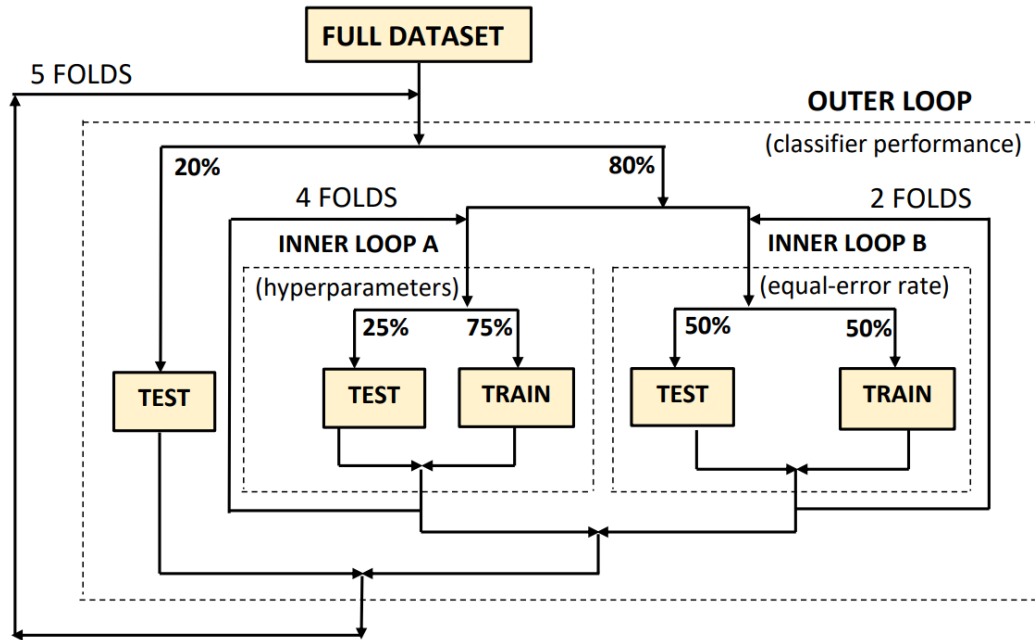 FULL DATASET
5 FOLDS
OUTER LOOP
(classifier performance)
20%
80%
4 FOLDS
2 FOLDS
INNER LOOP A
INNER LOOP B
(hyperparameters)
(equal-error rate)
25%
75%
50%
50%
TEST
TEST
TRAIN
TEST
TRAIN